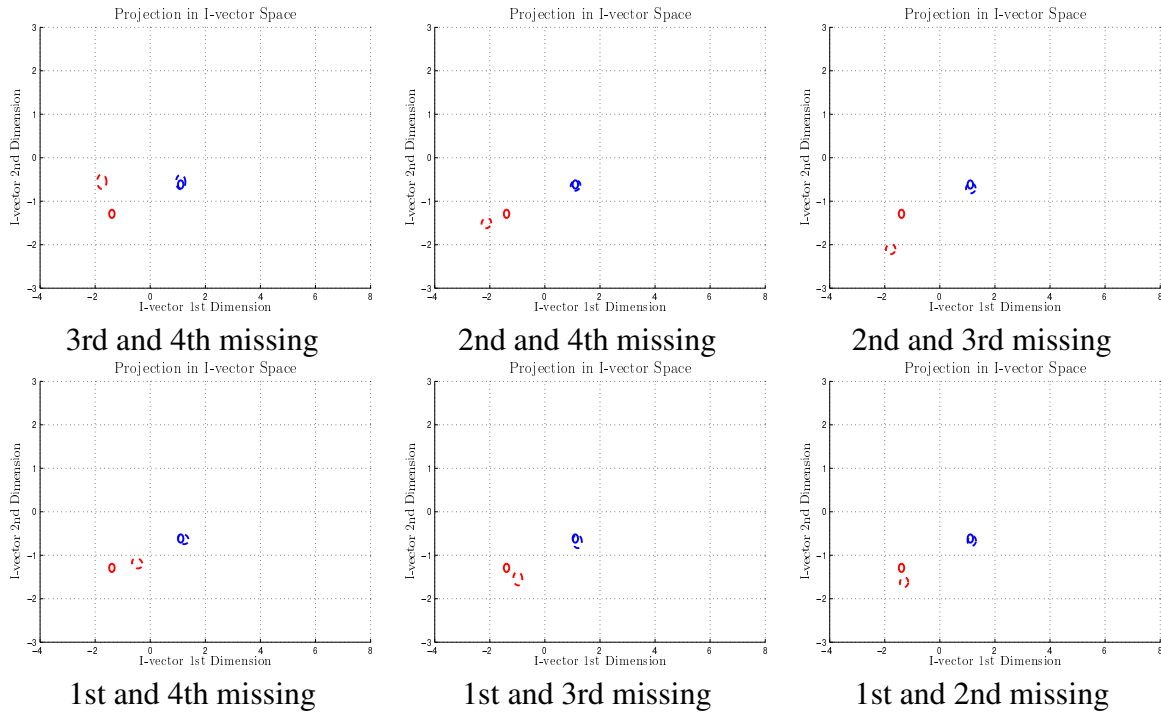 Projection in I-vector Space
3
2
1
0
−1
−2
−3
I-vector 2nd Dimension
−4 −2 0 2 4 6 8
I-vector 1st Dimension
3rd and 4th missing
Projection in I-vector Space
3
2
1
0
−1
−2
−3
I-vector 2nd Dimension
−4 −2 0 2 4 6 8
I-vector 1st Dimension
2nd and 4th missing
Projection in I-vector Space
3
2
1
0
−1
−2
−3
I-vector 2nd Dimension
−4 −2 0 2 4 6 8
I-vector 1st Dimension
2nd and 3rd missing
Projection in I-vector Space
3
2
1
0
−1
−2
−3
I-vector 2nd Dimension
−4 −2 0 2 4 6 8
I-vector 1st Dimension
1st and 4th missing
Projection in I-vector Space
3
2
1
0
−1
−2
−3
I-vector 2nd Dimension
−4 −2 0 2 4 6 8
I-vector 1st Dimension
1st and 3rd missing
Projection in I-vector Space
3
2
1
0
−1
−2
−3
I-vector 2nd Dimension
−4 −2 0 2 4 6 8
I-vector 1st Dimension
1st and 2nd missing